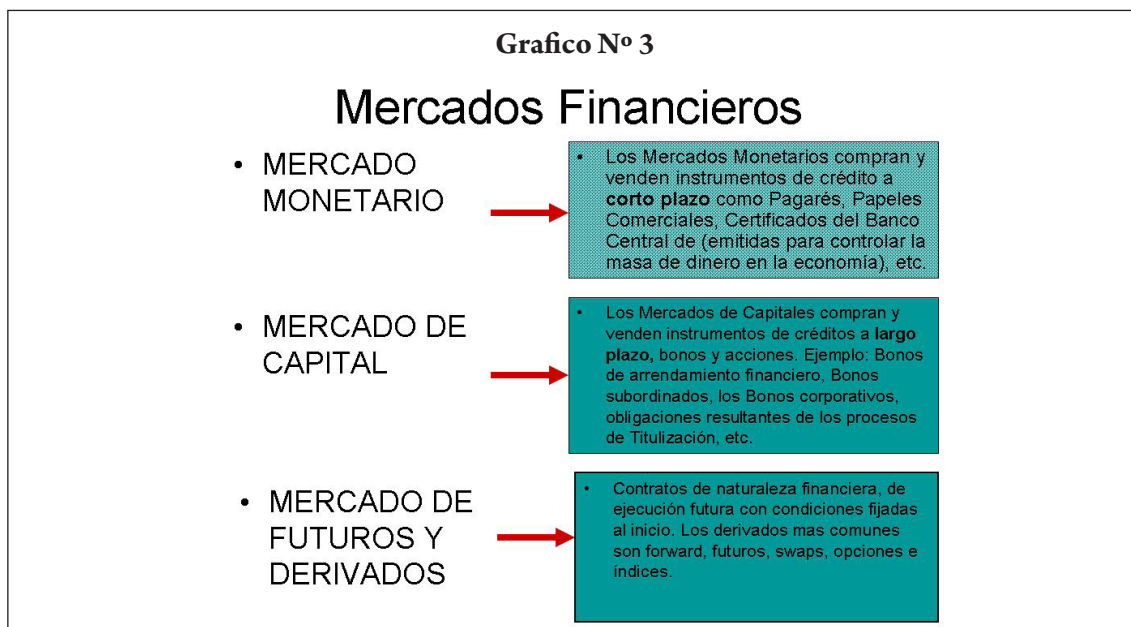 Grafico Nº 3
Mercados Financieros
• MERCADO
MONETARIO
• Los Mercados Monetarios compran y
venden instrumentos de crédito a
corto plazo como Pagarés, Papeles
Comerciales, Certificados del Banco
Central de (emitidas para controlar la
masa de dinero en la economía), etc.
• MERCADO DE
CAPITAL
• Los Mercados de Capitales compran y
venden instrumentos de créditos a largo
plazo, bonos y acciones. Ejemplo: Bonos
de arrendamiento financiero, Bonos
subordinados, los Bonos corporativos,
obligaciones resultantes de los procesos
de Titulización, etc.
• MERCADO DE
FUTUROS Y
DERIVADOS
• Contratos de naturaleza financiera, de
ejecución futura con condiciones fijadas
al inicio. Los derivados mas comunes
son forward, futuros, swaps, opciones e
índices.